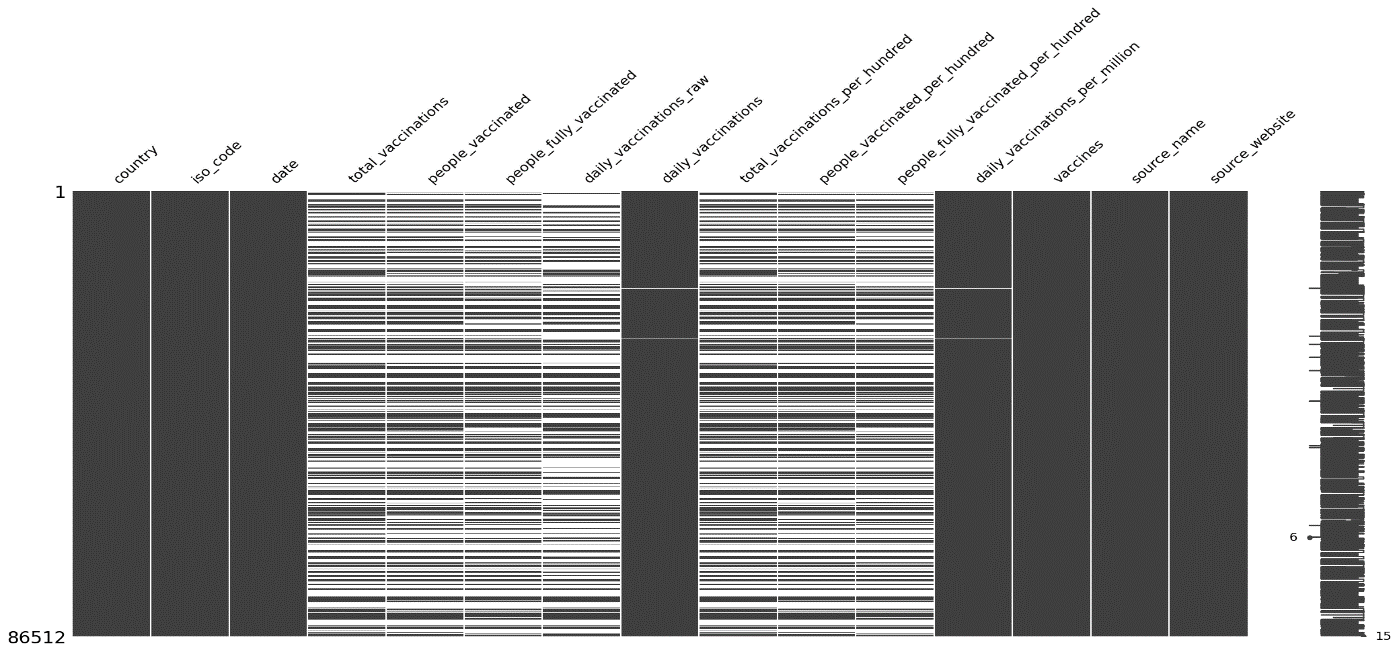 country
iso_code
date
total_vaccinations
people_vaccinated
people_fully_vaccinated
daily_vaccinations_raw
daily_vaccinations
total_vaccinations_per_hundred
people_vaccinated_per_hundred
people_fully_vaccinated_per_hundred
daily_vaccinations_per_million
vaccines
source_name
source_website
1
6
86512
15